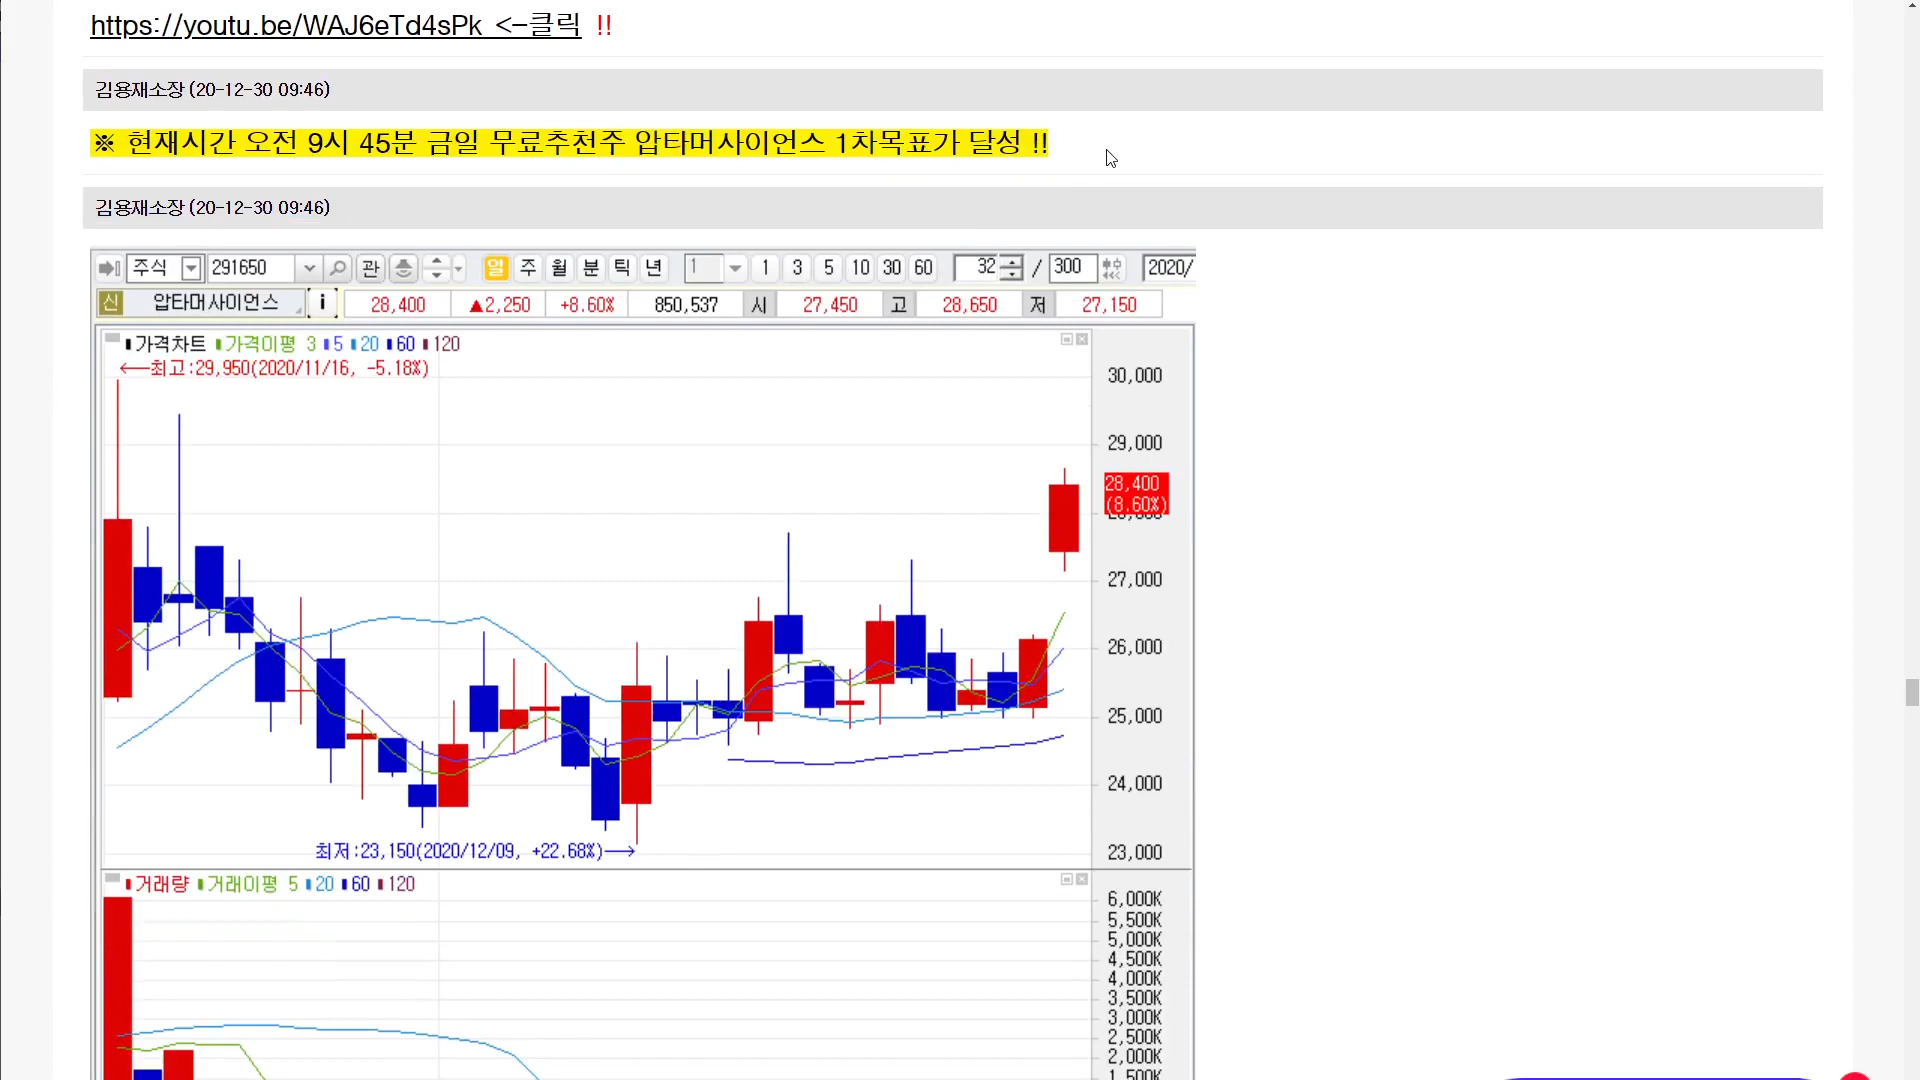 https://youtu.be/WAJ6eTd4sPk <-클릭 !!
김용재소장 (20-12-30 09:46)
※ 현재시간 오전 9시 45분 금일 무료추천주 압타머사이언스 1차목표가 달성 !!
김용재소장 (20-12-30 09:46)
주식 291650 관 일 주 월 분 틱 년 1 1 3 5 10 30 60 32 / 300 2020/
신 압타머사이언스 i 28,400 ▲2,250 +8.60% 850,537 시 27,450 고 28,650 저 27,150
가격차트 가격이평 3 5 20 60 120
←최고:29,950(2020/11/16, -5.18%)
30,000
29,000
28,400
(8.60%)
27,000
26,000
25,000
24,000
최저:23,150(2020/12/09, +22.68%)→
23,000
거래량 거래이평 5 20 60 120
6,000K
5,500K
5,000K
4,500K
4,000K
3,500K
3,000K
2,500K
2,000K
1,500K